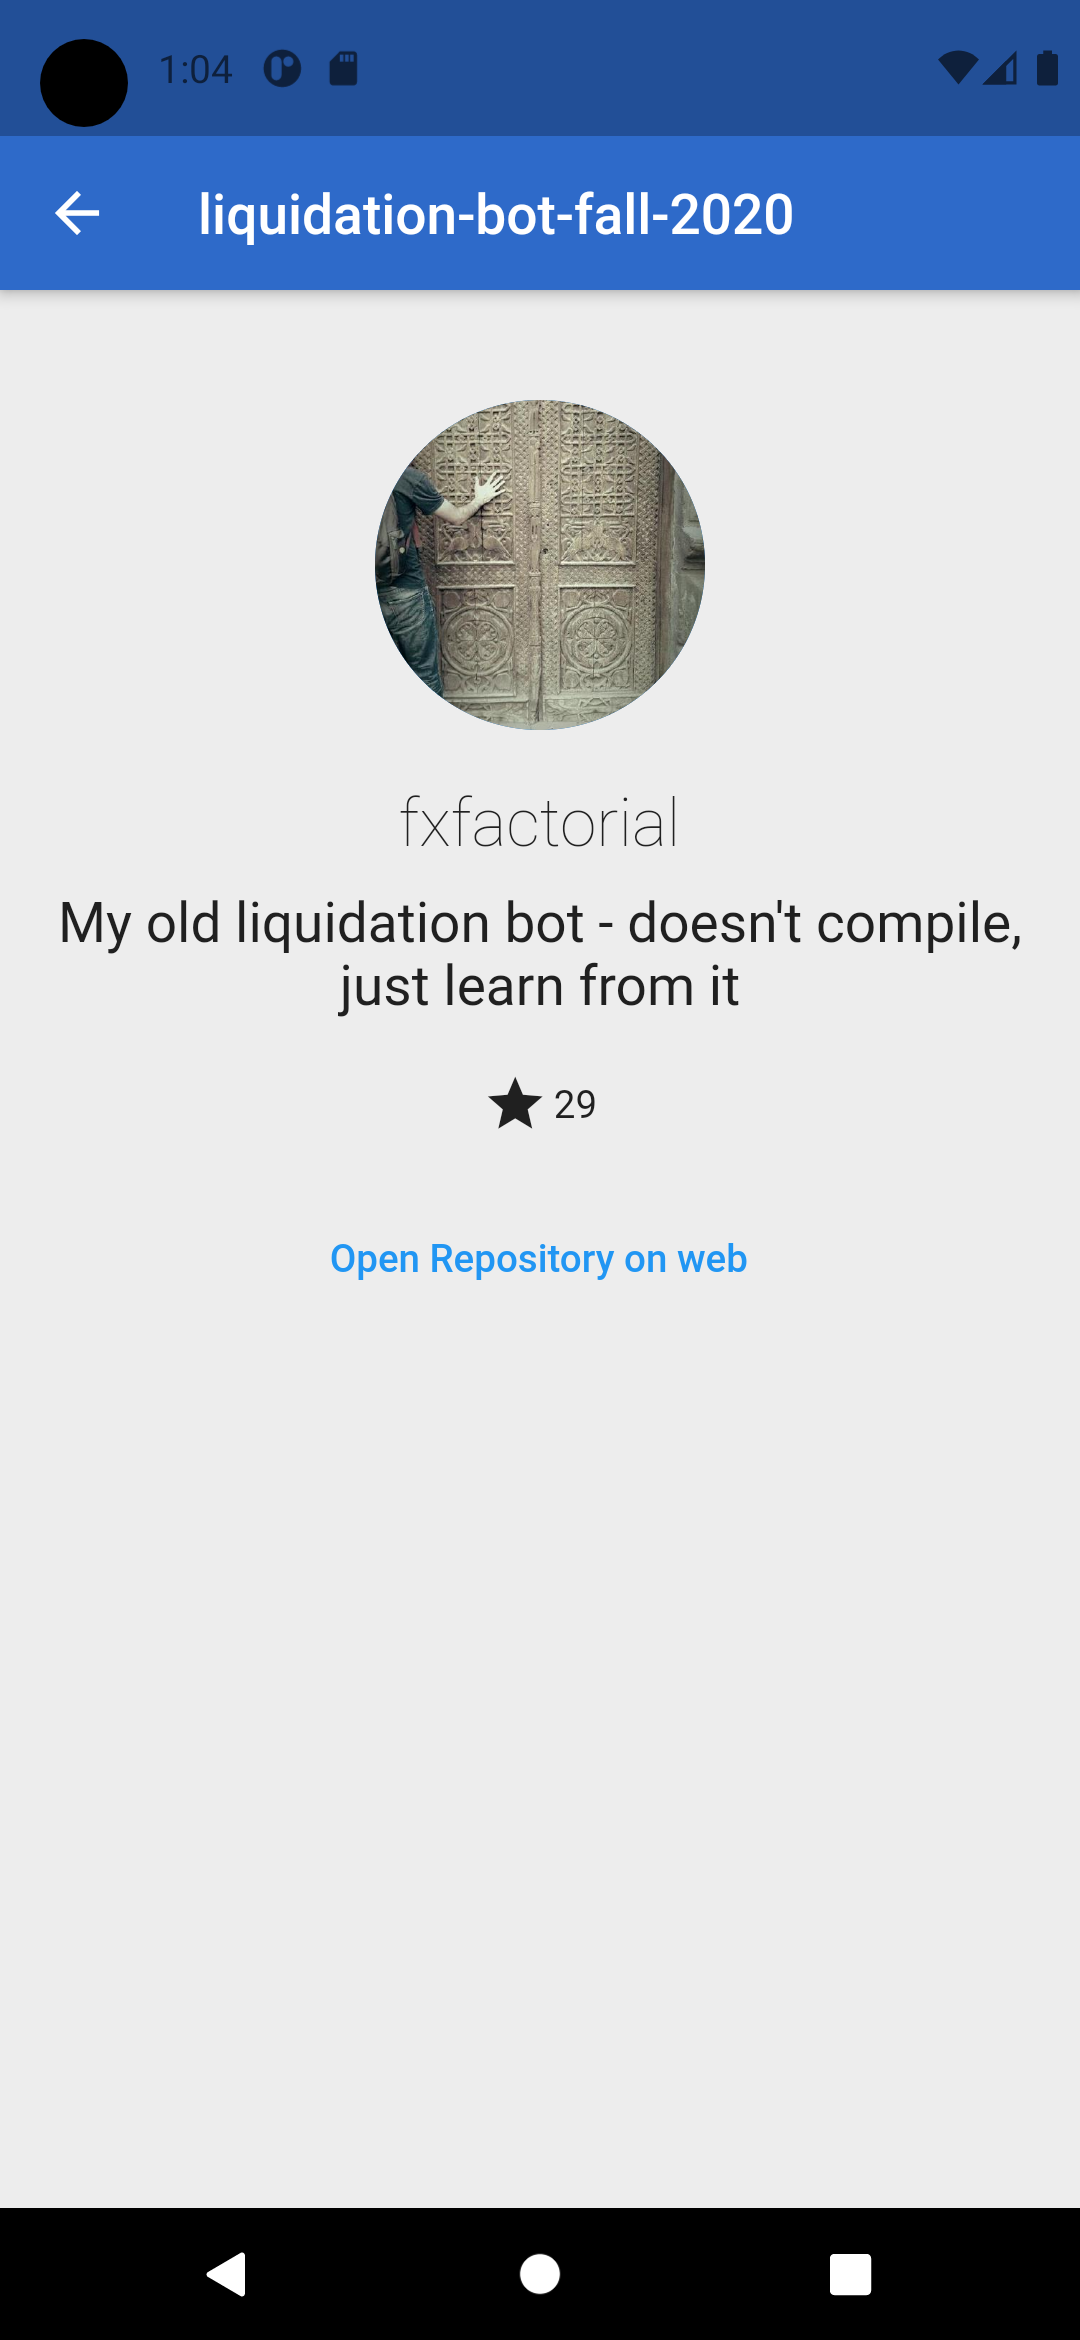 1:04
liquidation-bot-fall-2020
fxfactorial
My old liquidation bot - doesn't compile,
just learn from it
29
Open Repository on web